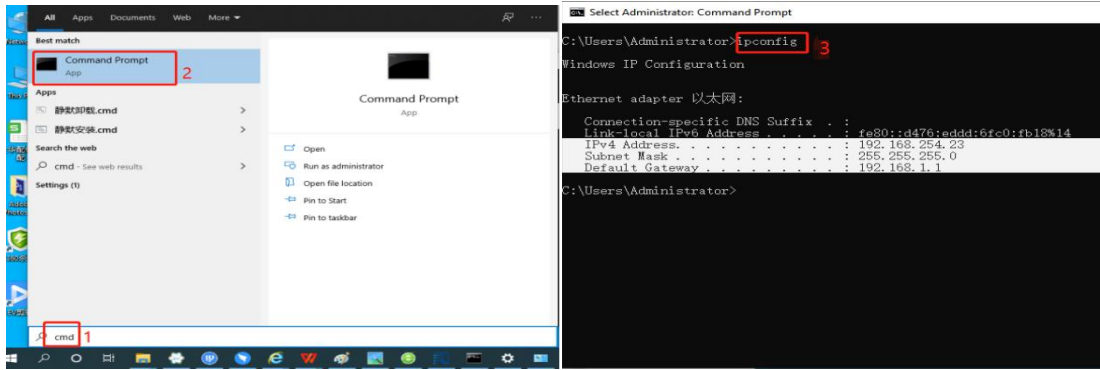 All Apps Documents Web More
Best match
Command Prompt
App
2
Apps
静默卸载.cmd
静默安装.cmd
Search the web
cmd - See web results
Settings (1)
Command Prompt
App
Open
Run as administrator
Open file location
Pin to Start
Pin to taskbar
cmd 1
Select Administrator: Command Prompt
C:\Users\Administrator>ipconfig 3
Windows IP Configuration
Ethernet adapter 以太网:
Connection-specific DNS Suffix . :
Link-local IPv6 Address . . . . . : fe80::d476:eddd:6fc0:fb18%14
IPv4 Address. . . . . . . . . . . : 192.168.254.23
Subnet Mask . . . . . . . . . . . : 255.255.255.0
Default Gateway . . . . . . . . . : 192.168.1.1
C:\Users\Administrator>